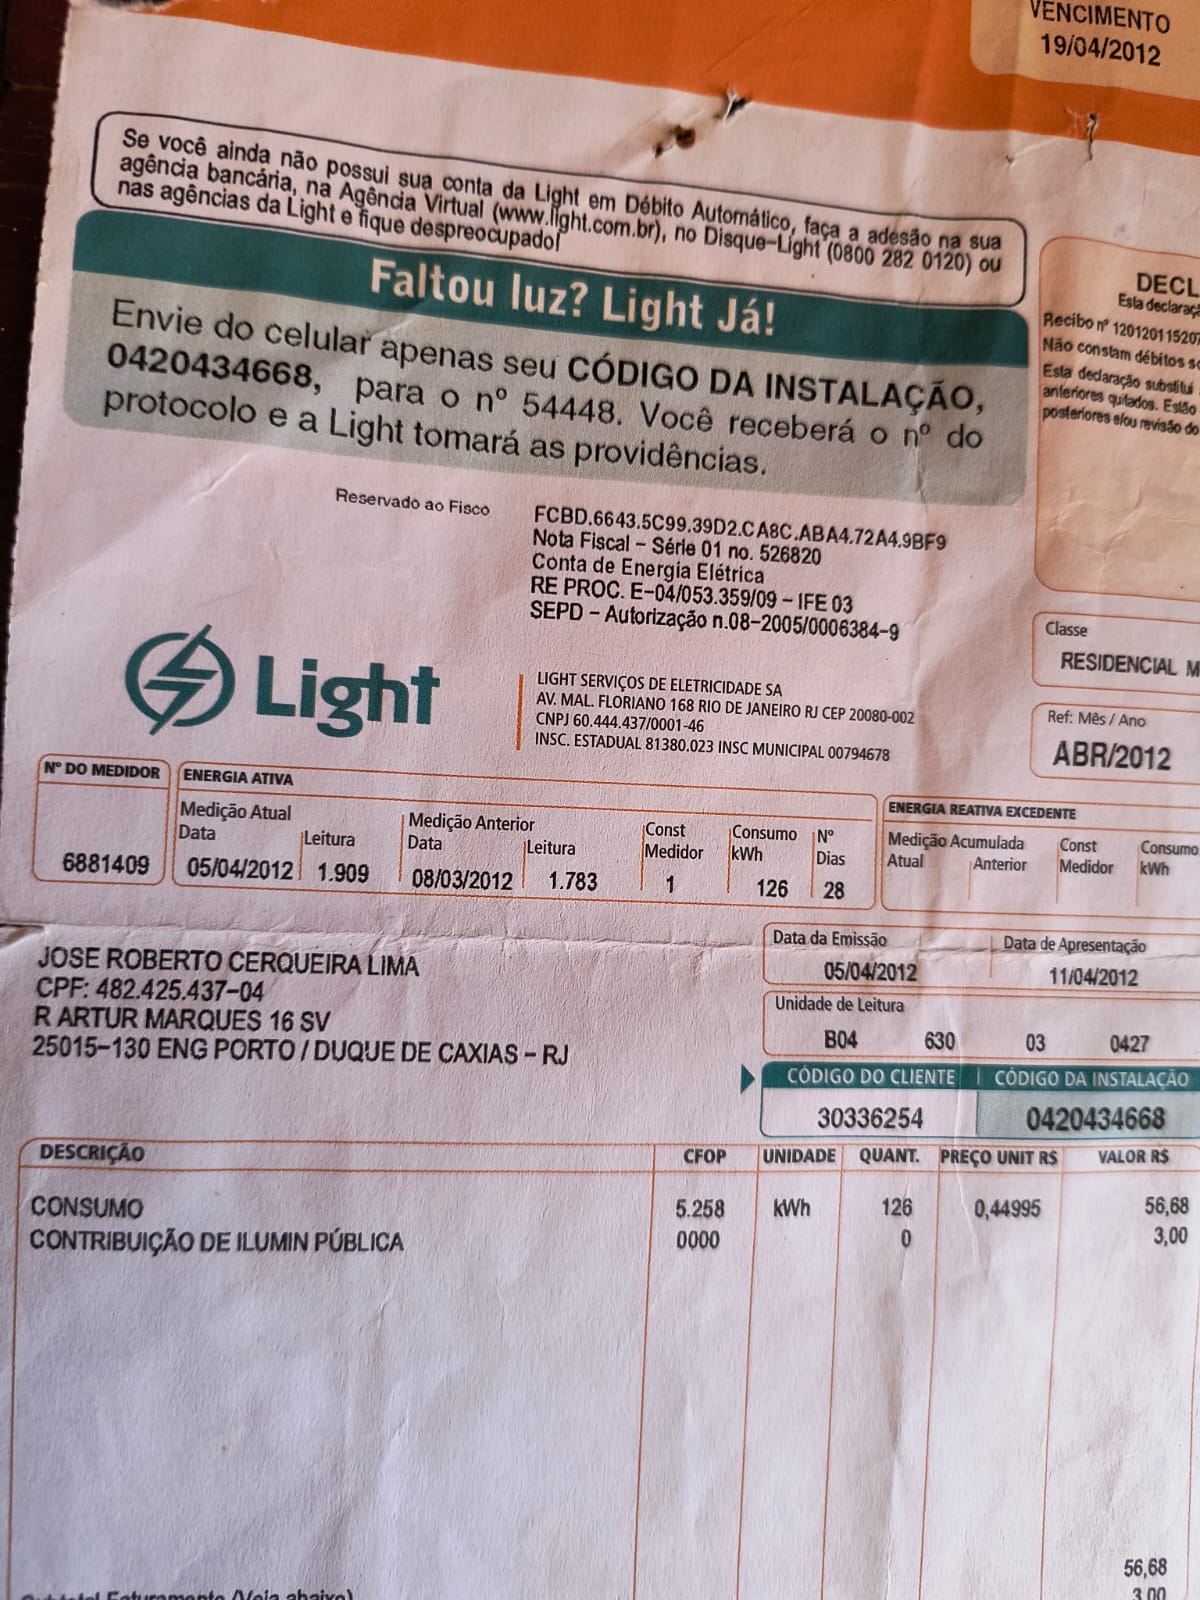 VENCIMENTO
19/04/2012
Se você ainda não possui sua conta da Light em Débito Automático, faça a adesão na sua
agência bancária, na Agência Virtual (www.light.com.br), no Disque-Light (0800 282 0120) ou
nas agências da Light e fique despreocupado!
Faltou luz? Light Já!
Envie do celular apenas seu CÓDIGO DA INSTALAÇÃO,
0420434668, para o nº 54448. Você receberá o nº do
protocolo e a Light tomará as providências.
DECL
Esta declaraçã
Recibo nº 120120115207
Não constam débitos
Esta declaração substitui
anteriores quitados. Estão
posteriores e/ou revisão do
Reservado ao Fisco
FCBD.6643.5C99.39D2.CA8C.ABA4.72A4.9BF9
Nota Fiscal - Série 01 no. 526820
Conta de Energia Elétrica
RE PROC. E-04/053.359/09 - IFE 03
SEPD - Autorização n.08-2005/0006384-9
Classe
RESIDENCIAL M
Light
LIGHT SERVIÇOS DE ELETRICIDADE SA
AV. MAL. FLORIANO 168 RIO DE JANEIRO RJ CEP 20080-002
CNPJ 60.444.437/0001-46
INSC. ESTADUAL 81380.023 INSC MUNICIPAL 00794678
Ref: Mês / Ano
ABR/2012
Nº DO MEDIDOR
6881409
ENERGIA ATIVA
Medição Atual Medição Anterior Const Consumo Nº
Data Leitura Data Leitura Medidor kWh Dias
05/04/2012 1.909 08/03/2012 1.783 1 126 28
ENERGIA REATIVA EXCEDENTE
Medição Acumulada Const Consumo
Atual Anterior Medidor kWh
JOSE ROBERTO CERQUEIRA LIMA
CPF: 482.425.437-04
R ARTUR MARQUES 16 SV
25015-130 ENG PORTO / DUQUE DE CAXIAS - RJ
Data da Emissão Data de Apresentação
05/04/2012 11/04/2012
Unidade de Leitura
B04 630 03 0427
CÓDIGO DO CLIENTE CÓDIGO DA INSTALAÇÃO
30336254 0420434668
DESCRIÇÃO CFOP UNIDADE QUANT. PREÇO UNIT R$ VALOR R$
CONSUMO 5.258 kWh 126 0,44995 56,68
CONTRIBUIÇÃO DE ILUMIN PÚBLICA 0000 0 3,00
56,68
3,00
Faturamento (Veja abaixo)